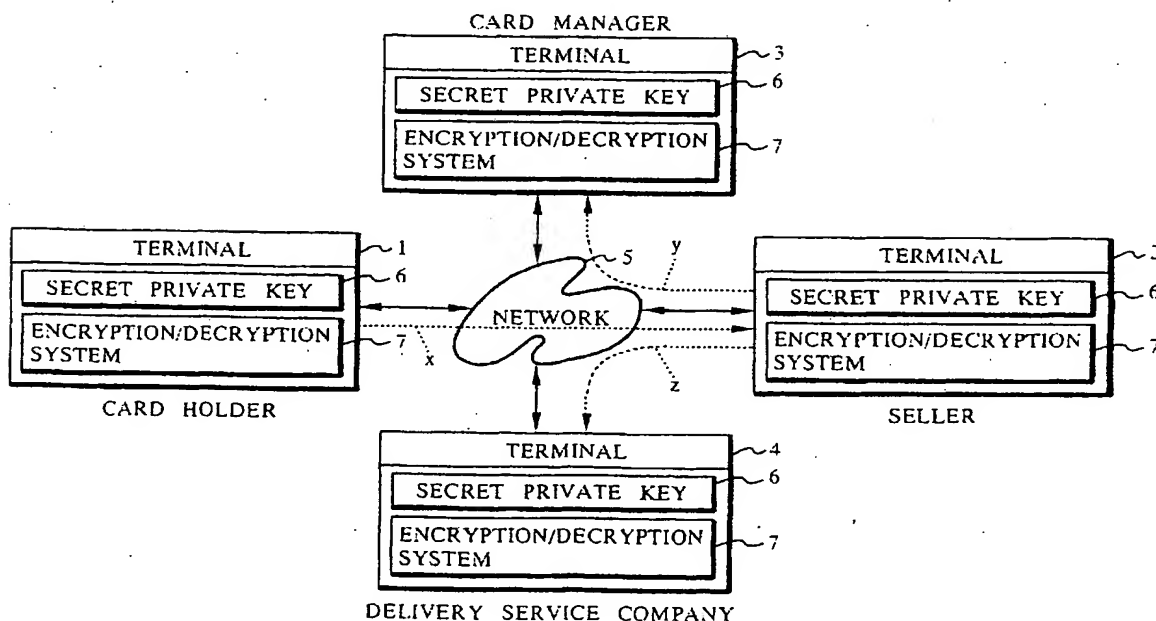 CARD MANAGER
TERMINAL
3
SECRET PRIVATE KEY
6
ENCRYPTION/DECRYPTION
SYSTEM
7
TERMINAL
1
SECRET PRIVATE KEY
6
ENCRYPTION/DECRYPTION
SYSTEM
7
CARD HOLDER
5
NETWORK
x
y
z
TERMINAL
SECRET PRIVATE KEY
6
ENCRYPTION/DECRYPTION
SYSTEM
7
SELLER
TERMINAL
4
SECRET PRIVATE KEY
6
ENCRYPTION/DECRYPTION
SYSTEM
7
DELIVERY SERVICE COMPANY